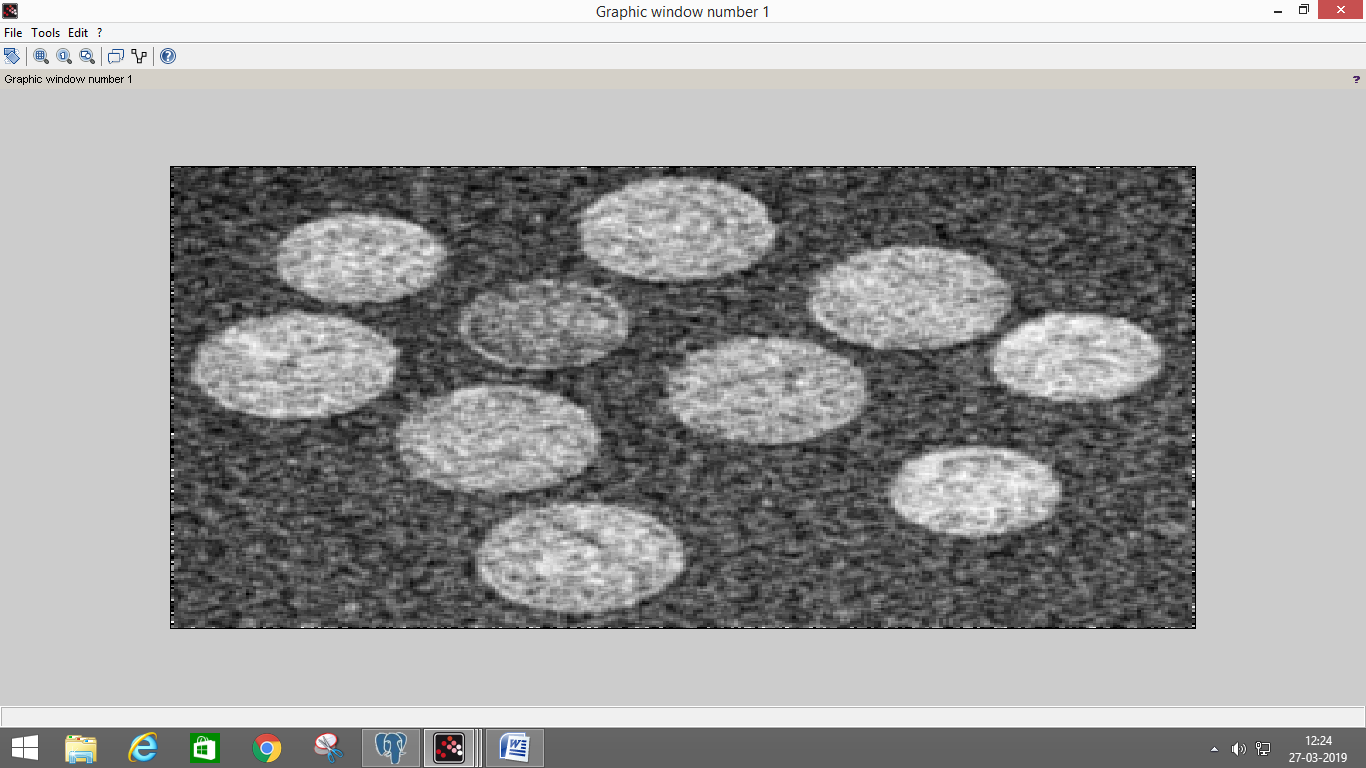 Graphic window number 1
File Tools Edit ?
Graphic window number 1 ?
12:24
27-03-2019